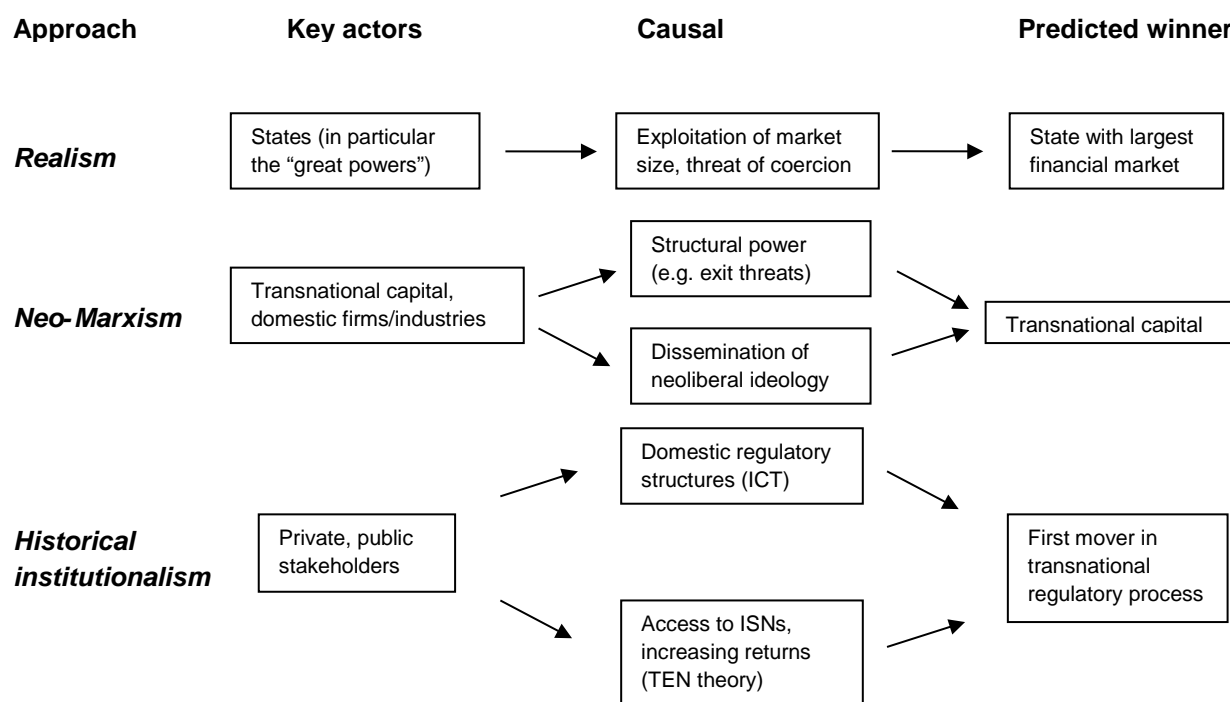 Approach Key actors Causal Predicted winner
Realism
States (in particular
the “great powers”)
Exploitation of market
size, threat of coercion
State with largest
financial market
Neo-Marxism
Transnational capital,
domestic firms/industries
Structural power
(e.g. exit threats)
Dissemination of
neoliberal ideology
Transnational capital
Historical
institutionalism
Private, public
stakeholders
Domestic regulatory
structures (ICT)
Access to ISNs,
increasing returns
(TEN theory)
First mover in
transnational
regulatory process